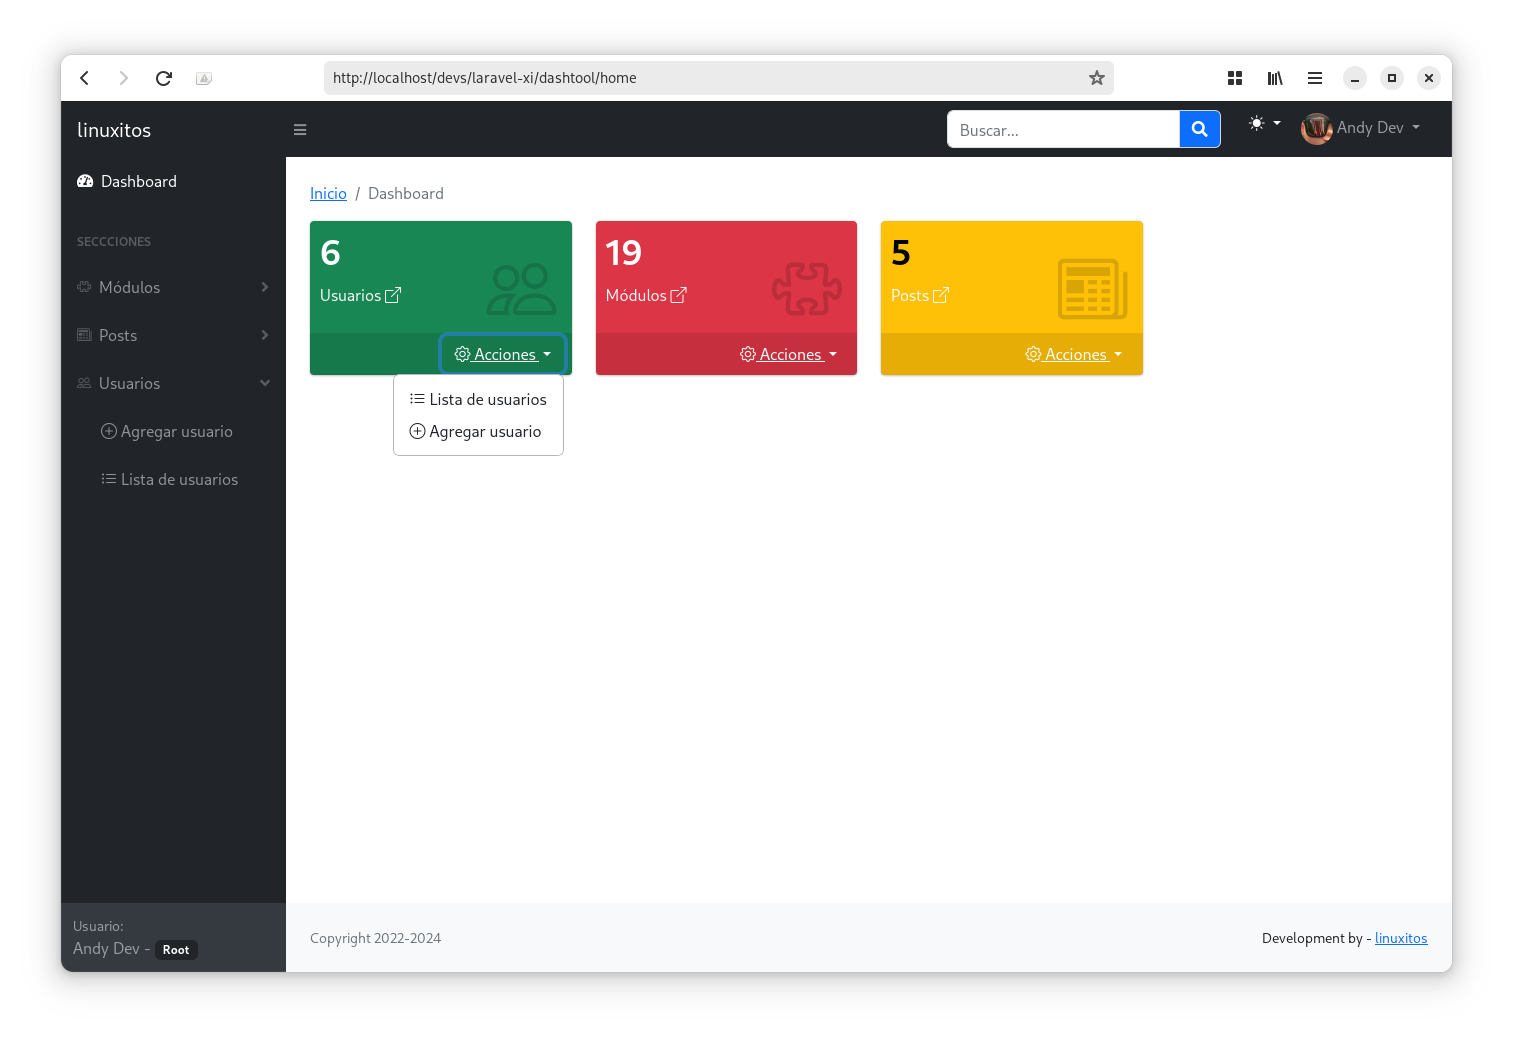 http://localhost/devs/laravel-xi/dashtool/home
linuxitos
Buscar...
Andy Dev
Dashboard
SECCCIONES
Módulos
Posts
Usuarios
Agregar usuario
Lista de usuarios
Inicio / Dashboard
6
Usuarios
Acciones
Lista de usuarios
Agregar usuario
19
Módulos
Acciones
5
Posts
Acciones
Usuario:
Andy Dev - Root
Copyright 2022-2024
Development by - linuxitos